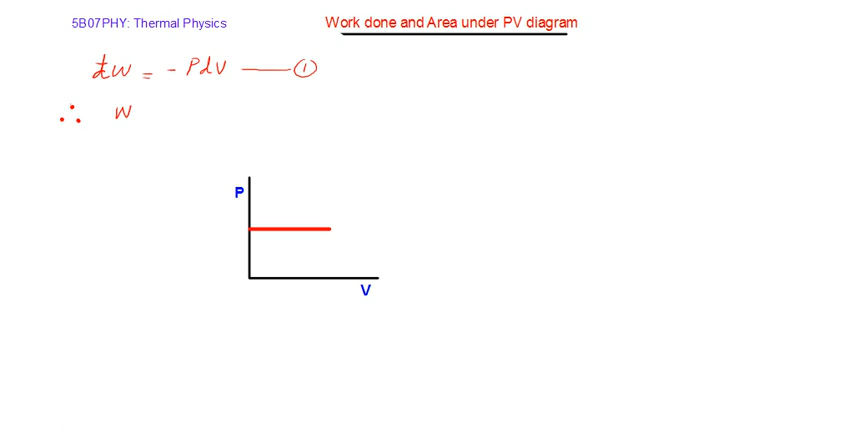 5B07PHY: Thermal Physics
Work done and Area under PV diagram
đW = - PdV —— ①
∴ W
P
V